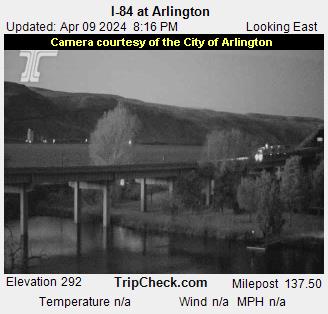 I-84 at Arlington
Updated: Apr 09 2024 8:16 PM Looking East
Camera courtesy of the City of Arlington
Elevation 292 TripCheck.com Milepost 137.50
Temperature n/a Wind n/a MPH n/a